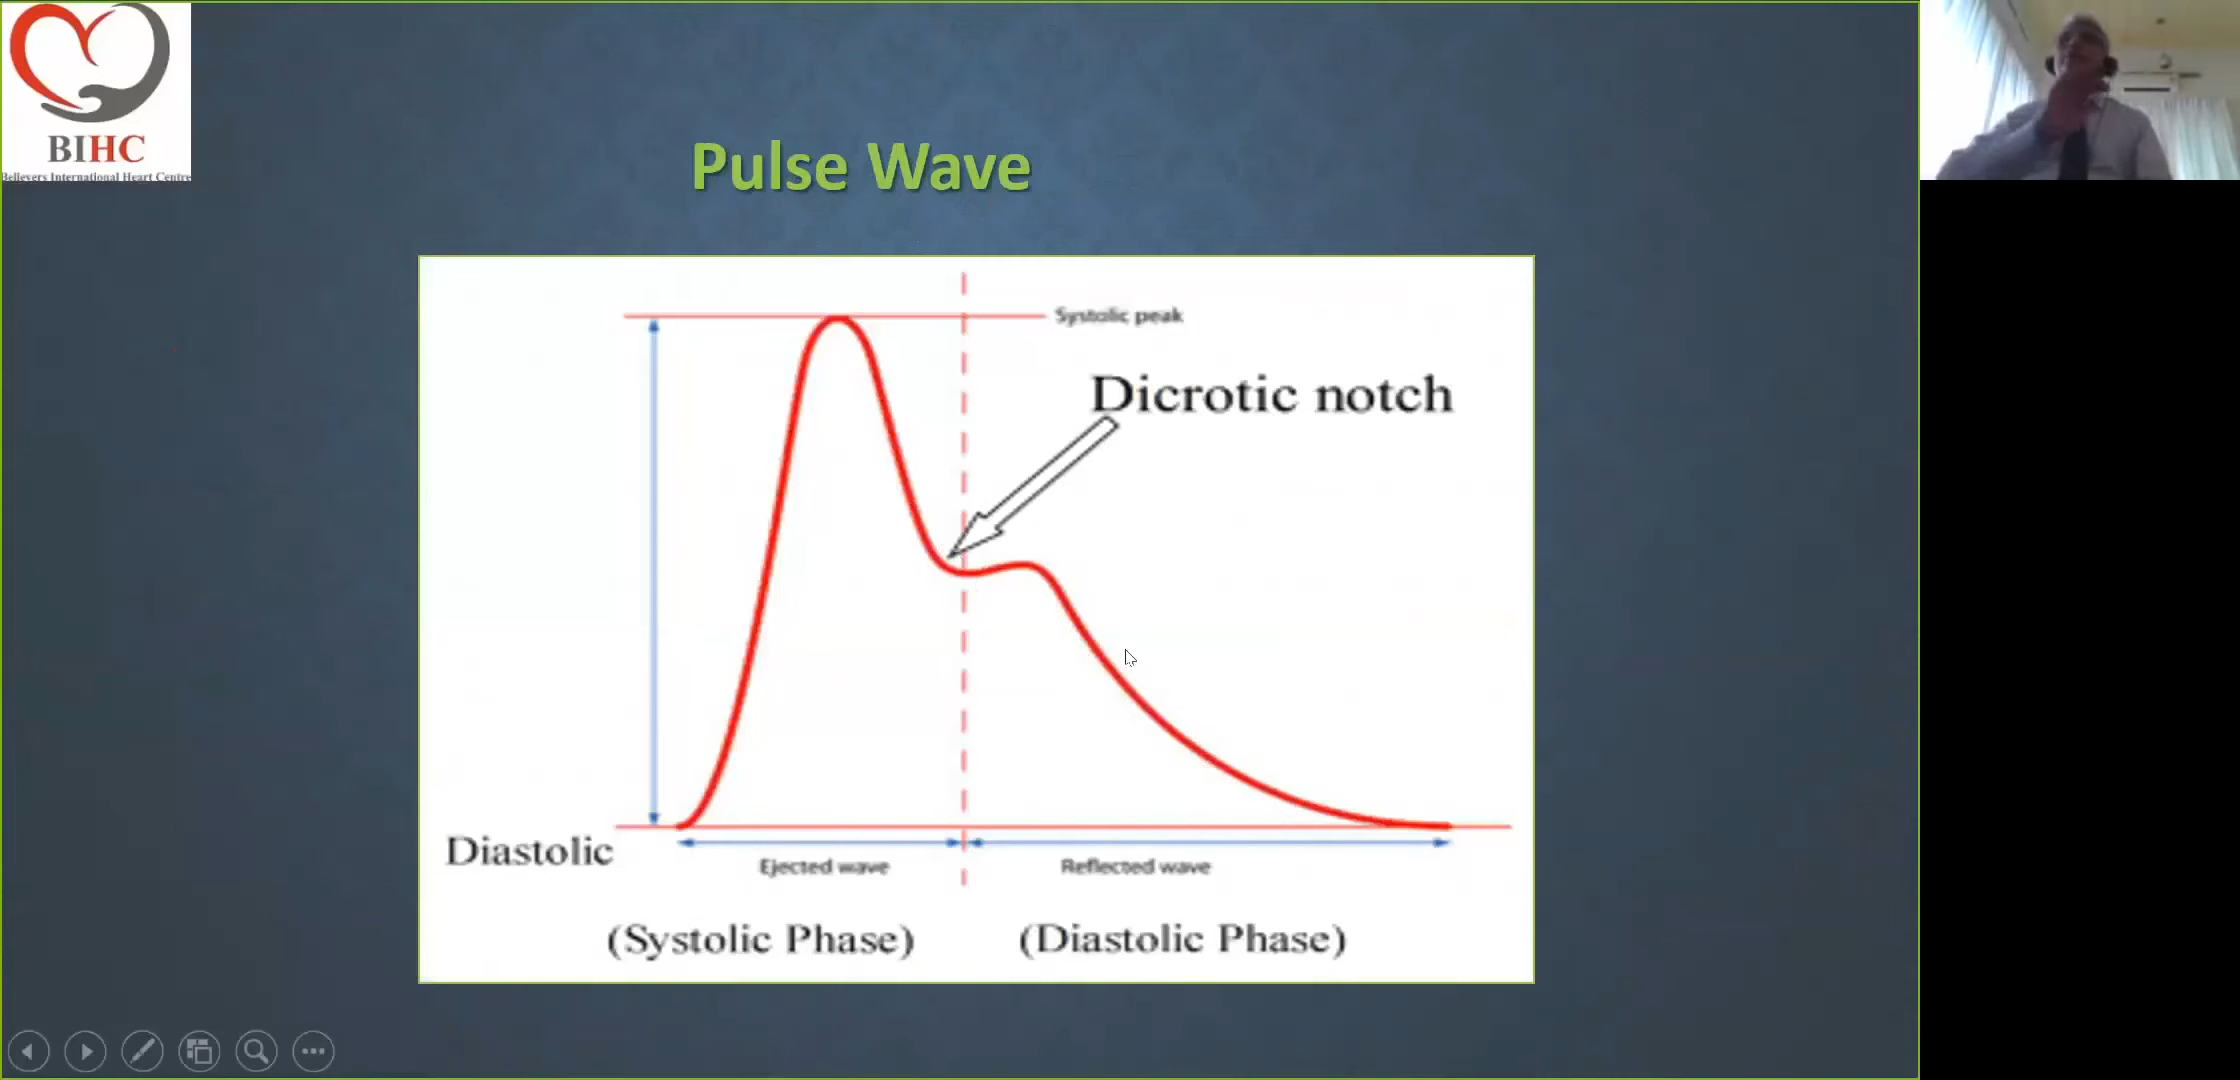 BIHC
Believers International Heart Centre
Pulse Wave
Systolic peak
Dicrotic notch
Diastolic
Ejected wave
Reflected wave
(Systolic Phase)
(Diastolic Phase)